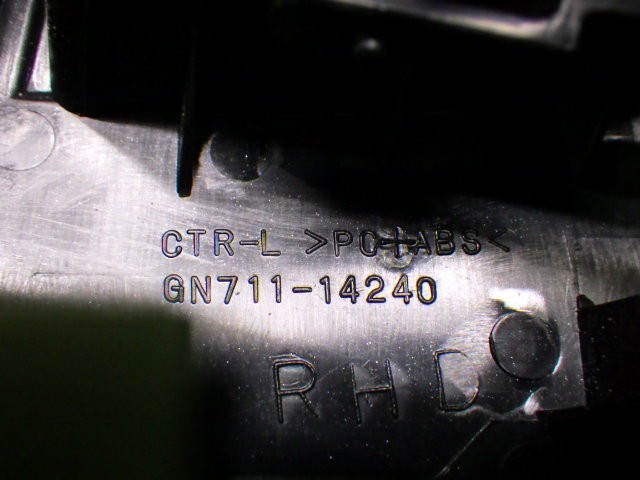 CTR-L >PC+ABS<
GN711-14240
RHD